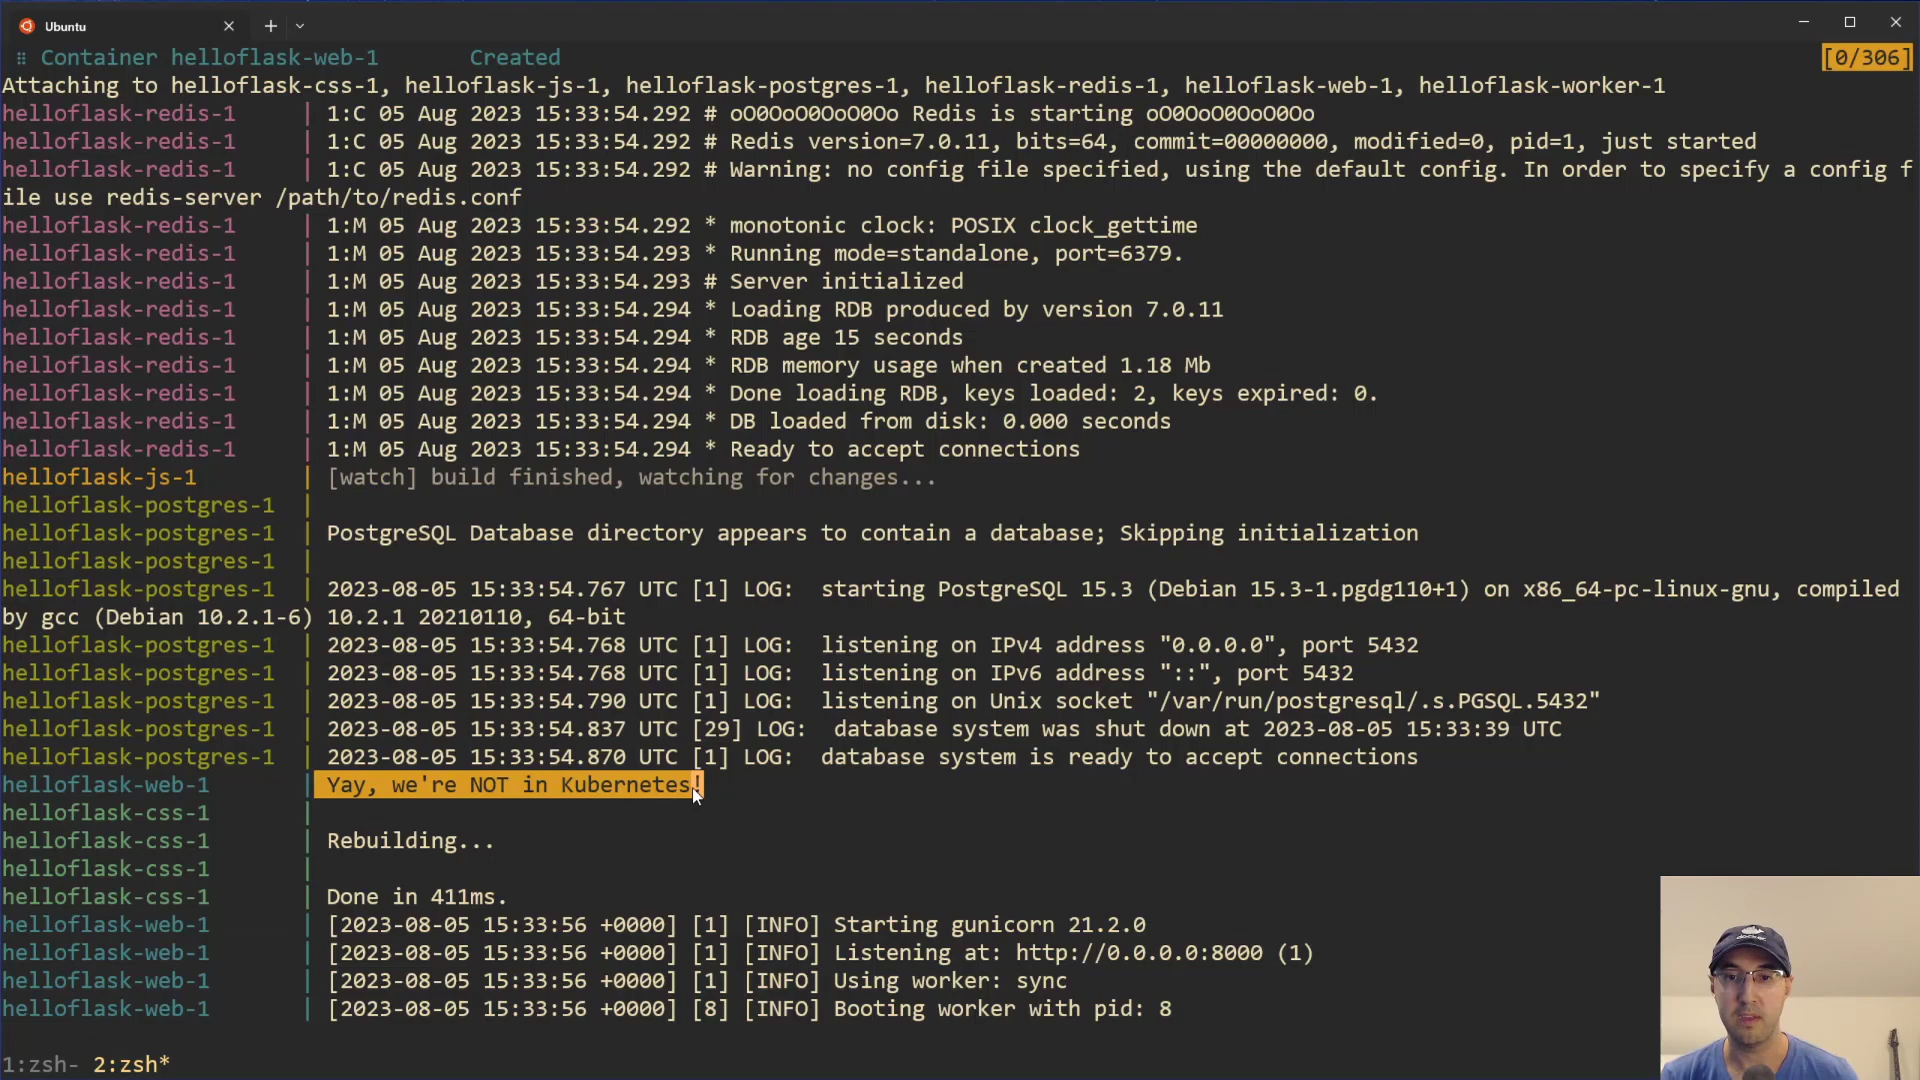 Ubuntu
Container helloflask-web-1 Created [0/306]
Attaching to helloflask-css-1, helloflask-js-1, helloflask-postgres-1, helloflask-redis-1, helloflask-web-1, helloflask-worker-1
helloflask-redis-1 | 1:C 05 Aug 2023 15:33:54.292 # oO0OoO0OoO0Oo Redis is starting oO0OoO0OoO0Oo
helloflask-redis-1 | 1:C 05 Aug 2023 15:33:54.292 # Redis version=7.0.11, bits=64, commit=00000000, modified=0, pid=1, just started
helloflask-redis-1 | 1:C 05 Aug 2023 15:33:54.292 # Warning: no config file specified, using the default config. In order to specify a config f
ile use redis-server /path/to/redis.conf
helloflask-redis-1 | 1:M 05 Aug 2023 15:33:54.292 * monotonic clock: POSIX clock_gettime
helloflask-redis-1 | 1:M 05 Aug 2023 15:33:54.293 * Running mode=standalone, port=6379.
helloflask-redis-1 | 1:M 05 Aug 2023 15:33:54.293 # Server initialized
helloflask-redis-1 | 1:M 05 Aug 2023 15:33:54.294 * Loading RDB produced by version 7.0.11
helloflask-redis-1 | 1:M 05 Aug 2023 15:33:54.294 * RDB age 15 seconds
helloflask-redis-1 | 1:M 05 Aug 2023 15:33:54.294 * RDB memory usage when created 1.18 Mb
helloflask-redis-1 | 1:M 05 Aug 2023 15:33:54.294 * Done loading RDB, keys loaded: 2, keys expired: 0.
helloflask-redis-1 | 1:M 05 Aug 2023 15:33:54.294 * DB loaded from disk: 0.000 seconds
helloflask-redis-1 | 1:M 05 Aug 2023 15:33:54.294 * Ready to accept connections
helloflask-js-1 | [watch] build finished, watching for changes...
helloflask-postgres-1 |
helloflask-postgres-1 | PostgreSQL Database directory appears to contain a database; Skipping initialization
helloflask-postgres-1 |
helloflask-postgres-1 | 2023-08-05 15:33:54.767 UTC [1] LOG: starting PostgreSQL 15.3 (Debian 15.3-1.pgdg110+1) on x86_64-pc-linux-gnu, compiled
by gcc (Debian 10.2.1-6) 10.2.1 20210110, 64-bit
helloflask-postgres-1 | 2023-08-05 15:33:54.768 UTC [1] LOG: listening on IPv4 address "0.0.0.0", port 5432
helloflask-postgres-1 | 2023-08-05 15:33:54.768 UTC [1] LOG: listening on IPv6 address "::", port 5432
helloflask-postgres-1 | 2023-08-05 15:33:54.790 UTC [1] LOG: listening on Unix socket "/var/run/postgresql/.s.PGSQL.5432"
helloflask-postgres-1 | 2023-08-05 15:33:54.837 UTC [29] LOG: database system was shut down at 2023-08-05 15:33:39 UTC
helloflask-postgres-1 | 2023-08-05 15:33:54.870 UTC [1] LOG: database system is ready to accept connections
helloflask-web-1 | Yay, we're NOT in Kubernetes!
helloflask-css-1 |
helloflask-css-1 | Rebuilding...
helloflask-css-1 |
helloflask-css-1 | Done in 411ms.
helloflask-web-1 | [2023-08-05 15:33:56 +0000] [1] [INFO] Starting gunicorn 21.2.0
helloflask-web-1 | [2023-08-05 15:33:56 +0000] [1] [INFO] Listening at: http://0.0.0.0:8000 (1)
helloflask-web-1 | [2023-08-05 15:33:56 +0000] [1] [INFO] Using worker: sync
helloflask-web-1 | [2023-08-05 15:33:56 +0000] [8] [INFO] Booting worker with pid: 8
1:zsh- 2:zsh*